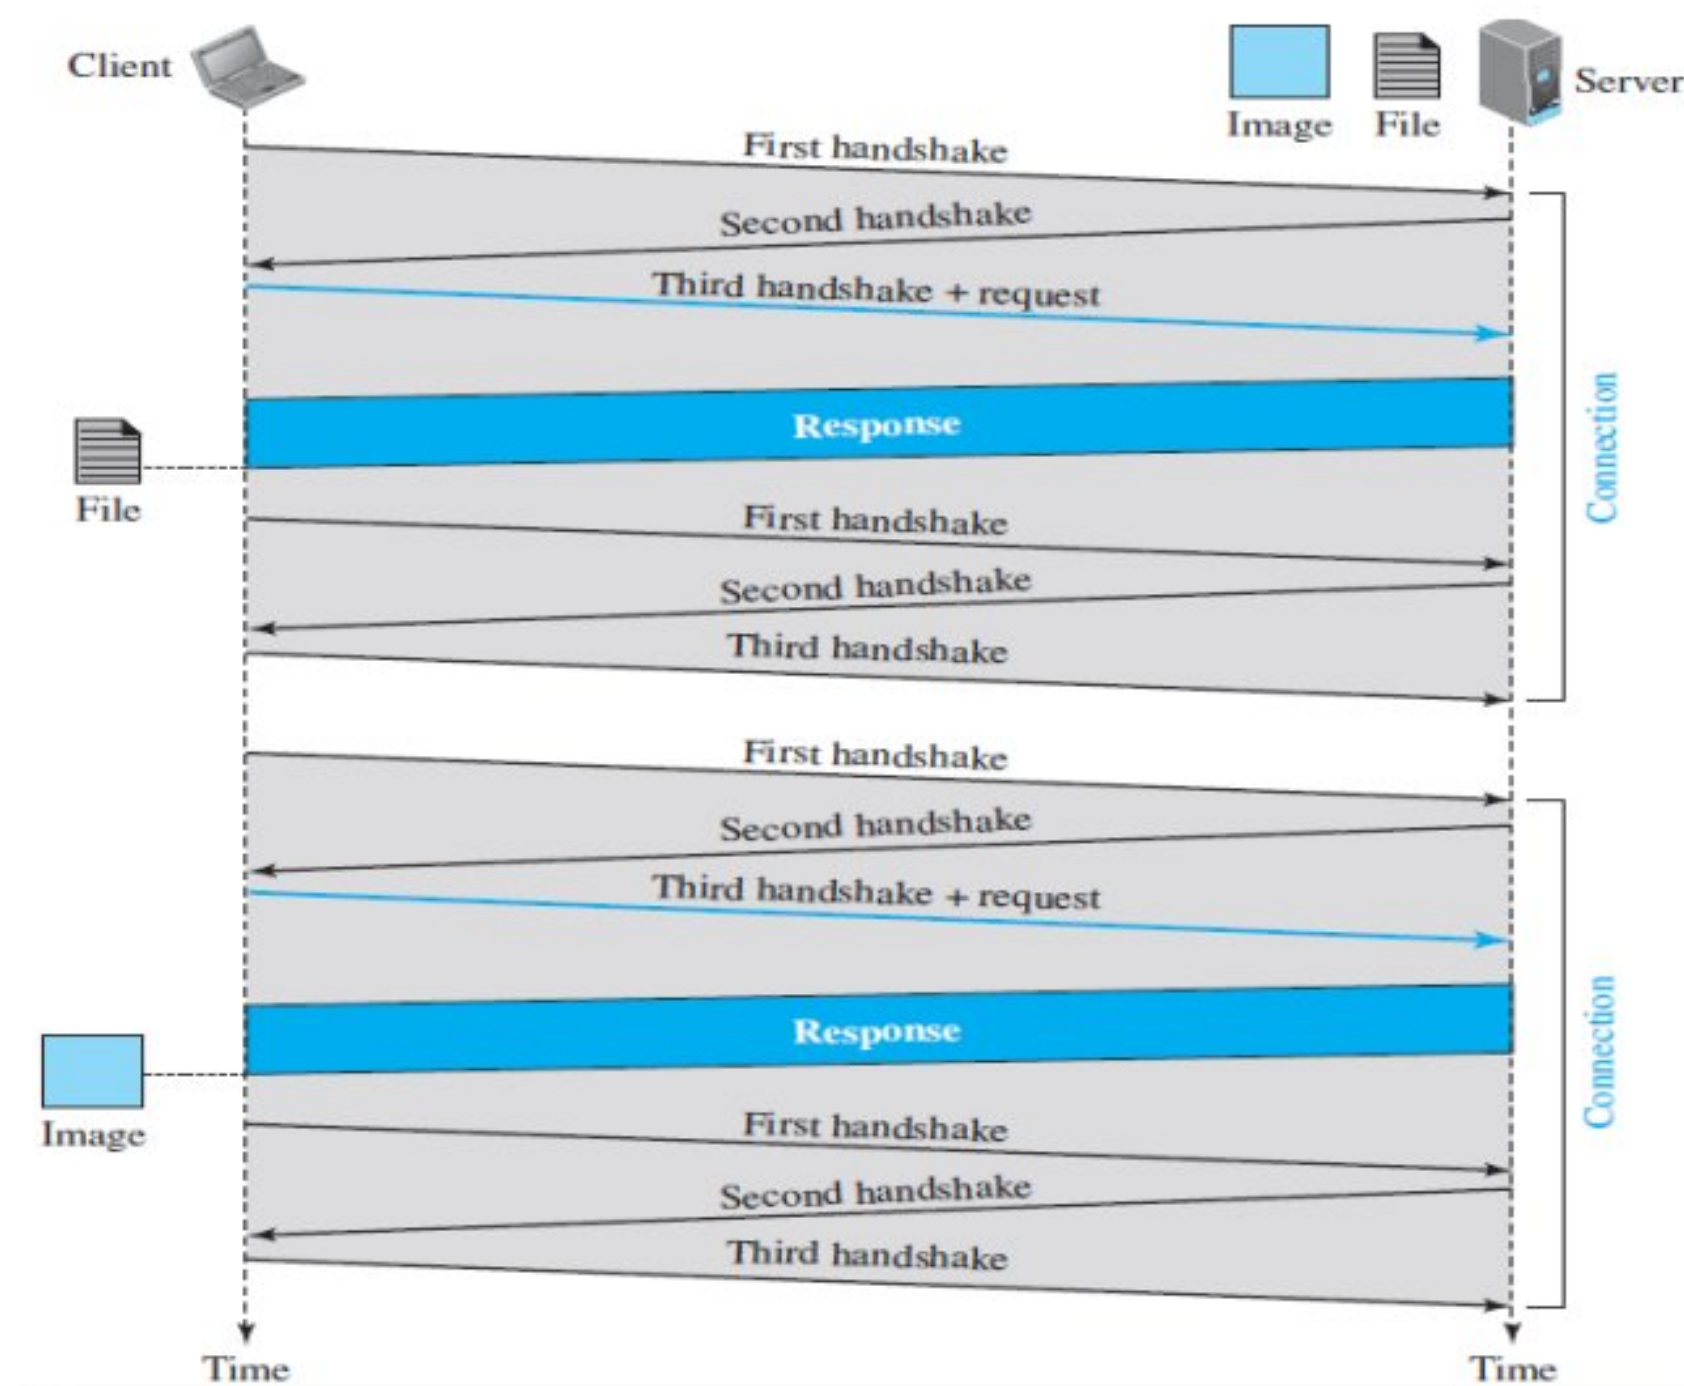 Client
Image
File
Server
First handshake
Second handshake
Third handshake + request
Response
File
Connection
First handshake
Second handshake
Third handshake
First handshake
Second handshake
Third handshake + request
Response
Image
Connection
First handshake
Second handshake
Third handshake
Time
Time